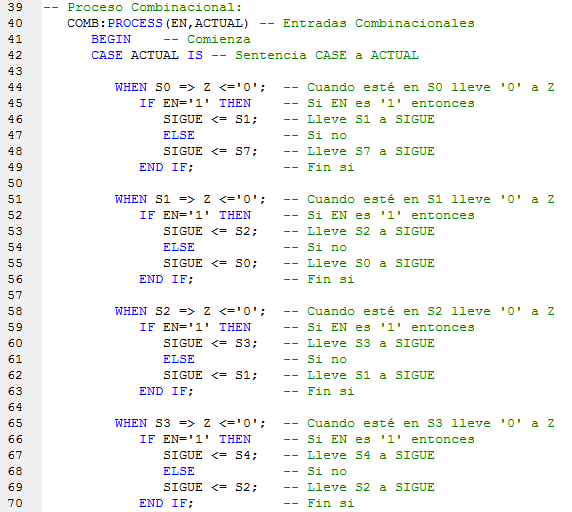 39 -- Proceso Combinacional:
40 COMB:PROCESS(EN,ACTUAL) -- Entradas Combinacionales
41 BEGIN -- Comienza
42 CASE ACTUAL IS -- Sentencia CASE a ACTUAL
43
44 WHEN S0 => Z <='0'; -- Cuando esté en S0 lleve '0' a Z
45 IF EN='1' THEN -- Si EN es '1' entonces
46 SIGUE <= S1; -- Lleve S1 a SIGUE
47 ELSE -- Si no
48 SIGUE <= S7; -- Lleve S7 a SIGUE
49 END IF; -- Fin si
50
51 WHEN S1 => Z <='0'; -- Cuando esté en S1 lleve '0' a Z
52 IF EN='1' THEN -- Si EN es '1' entonces
53 SIGUE <= S2; -- Lleve S2 a SIGUE
54 ELSE -- Si no
55 SIGUE <= S0; -- Lleve S0 a SIGUE
56 END IF; -- Fin si
57
58 WHEN S2 => Z <='0'; -- Cuando esté en S2 lleve '0' a Z
59 IF EN='1' THEN -- Si EN es '1' entonces
60 SIGUE <= S3; -- Lleve S3 a SIGUE
61 ELSE -- Si no
62 SIGUE <= S1; -- Lleve S1 a SIGUE
63 END IF; -- Fin si
64
65 WHEN S3 => Z <='0'; -- Cuando esté en S3 lleve '0' a Z
66 IF EN='1' THEN -- Si EN es '1' entonces
67 SIGUE <= S4; -- Lleve S4 a SIGUE
68 ELSE -- Si no
69 SIGUE <= S2; -- Lleve S2 a SIGUE
70 END IF; -- Fin si